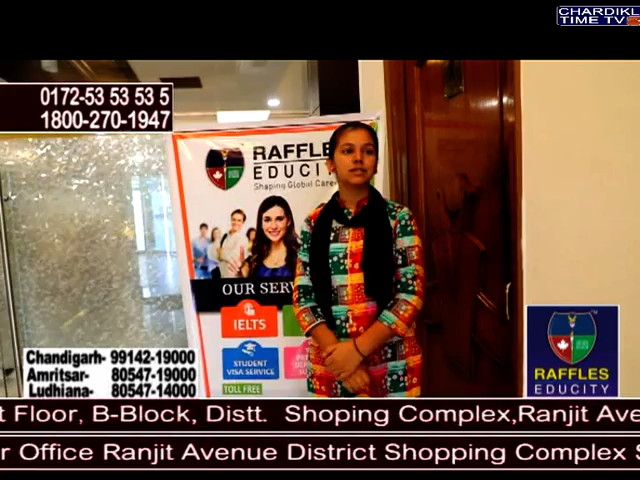 CHARDIKL
TIME TV
0172-53 53 53 5
1800-270-1947
RAFFLES
EDUCITY
Shaping Global Caree
OUR SERV
IELTS
STUDENT
VISA SERVICE
TOLL FREE
Chandigarh- 99142-19000
Amritsar- 80547-19000
Ludhiana- 80547-14000
RAFFLES
EDUCITY
t Floor, B-Block, Distt. Shoping Complex,Ranjit Ave
r Office Ranjit Avenue District Shopping Complex S